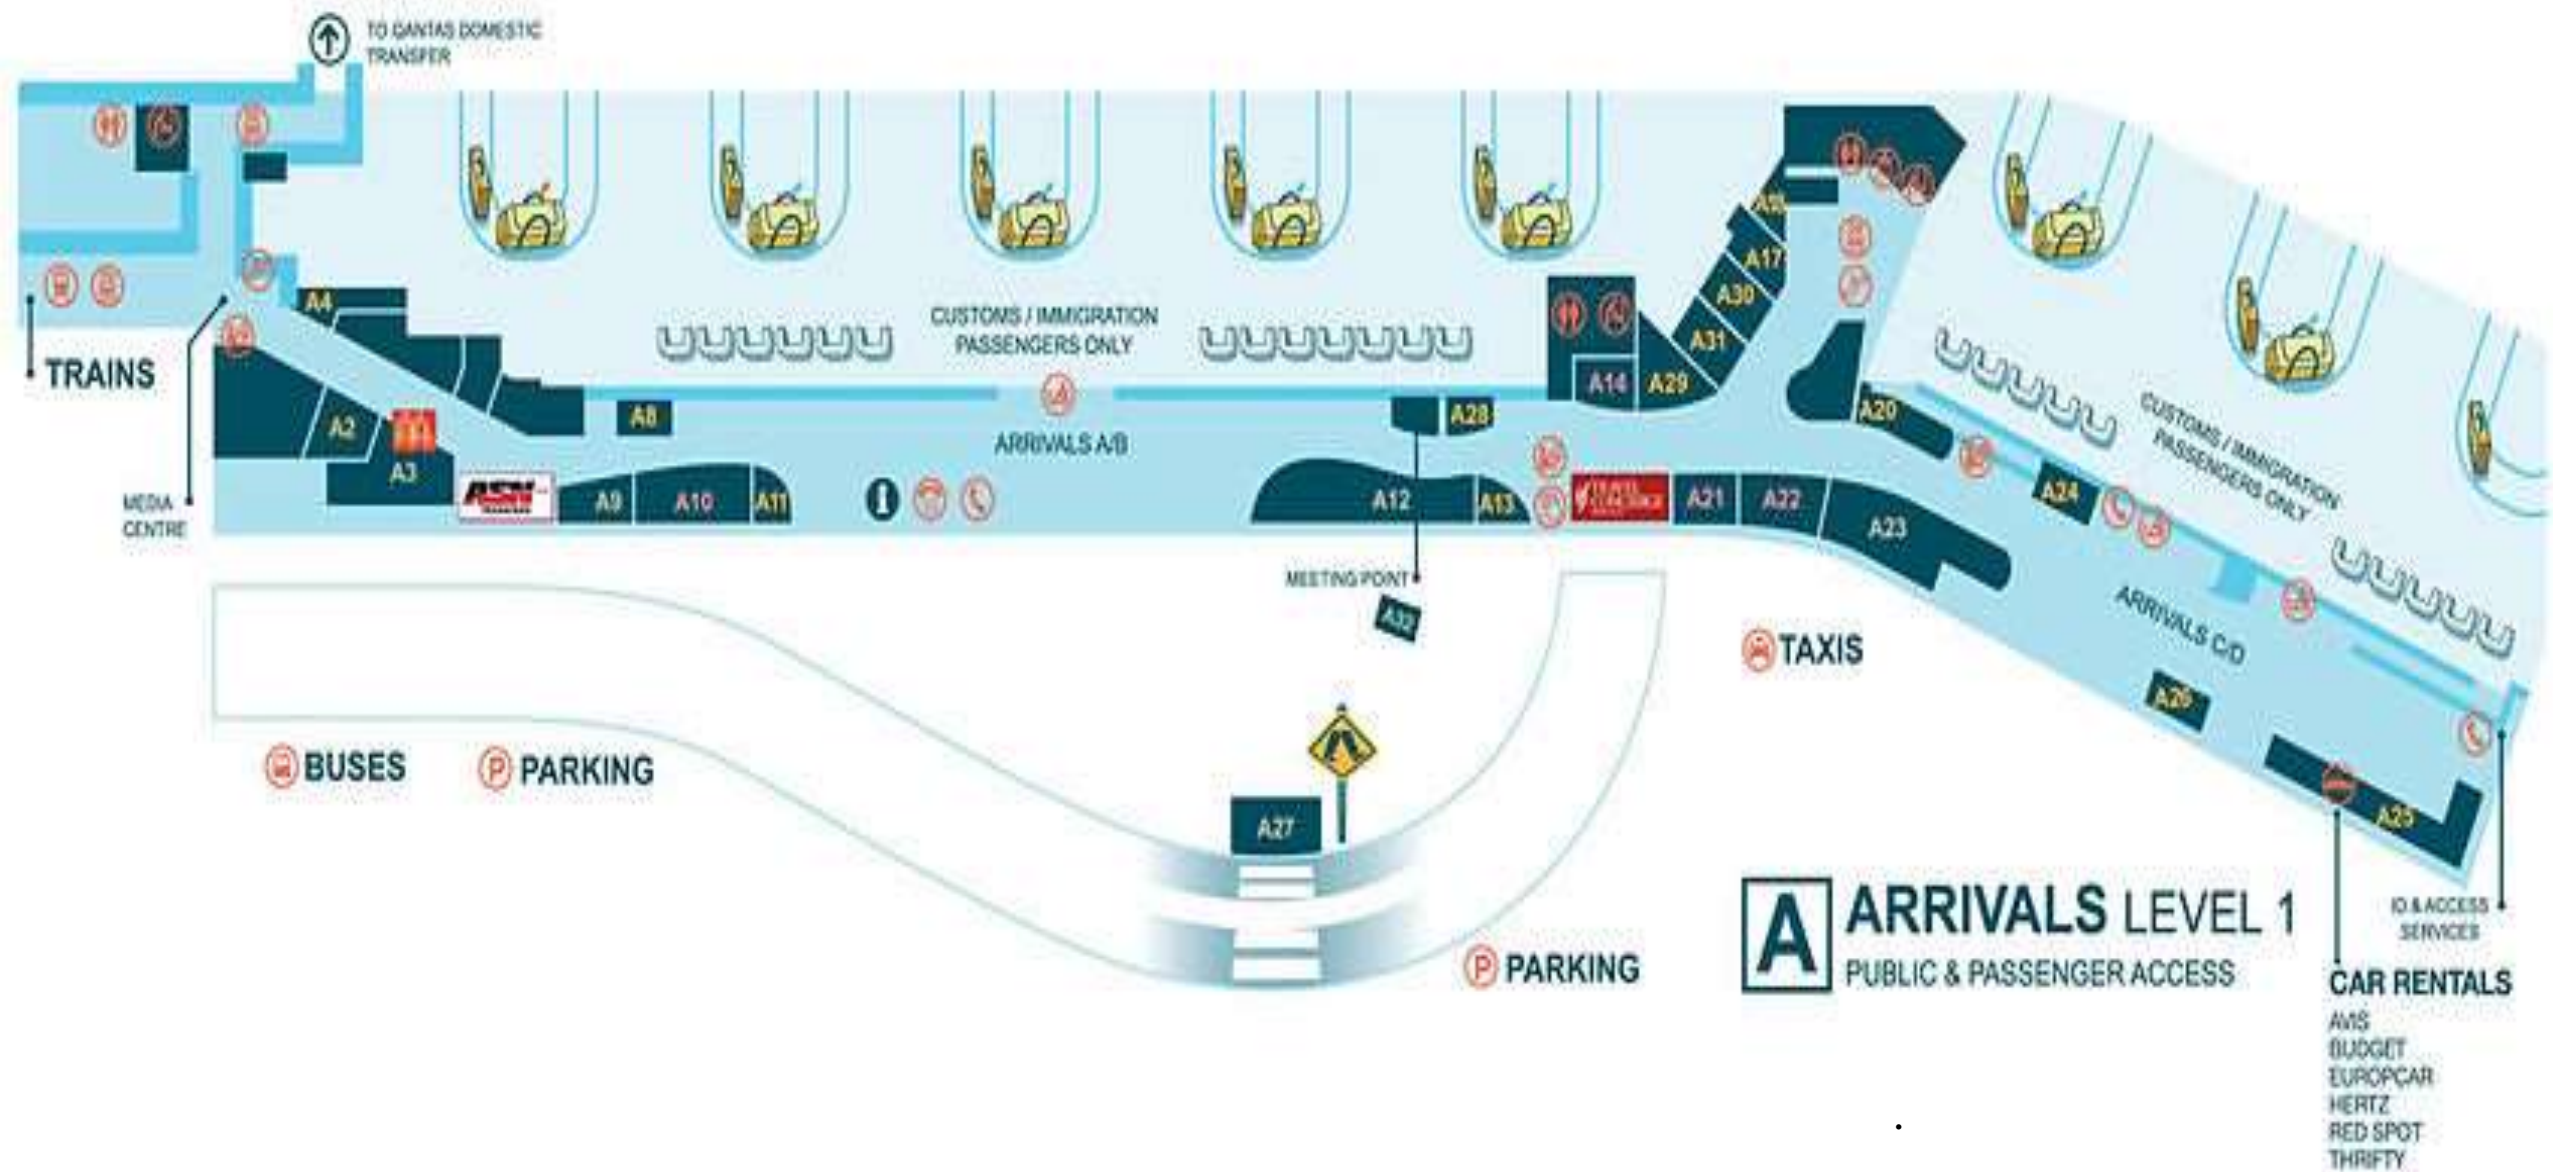 TO QANTAS DOMESTIC
TRANSFER
TRAINS
MEDIA
CENTRE
A4
A2
A3
ASN
A8
A9
A10
A11
CUSTOMS / IMMIGRATION
PASSENGERS ONLY
ARRIVALS A/B
A12
A28
A13
MEETING POINT
A32
A14
A29
A31
A30
A17
A21
A22
A23
A20
A24
CUSTOMS / IMMIGRATION
PASSENGERS ONLY
ARRIVALS C/D
A26
A25
TAXIS
BUSES
P PARKING
A27
P PARKING
A ARRIVALS LEVEL 1
PUBLIC & PASSENGER ACCESS
ID & ACCESS
SERVICES
CAR RENTALS
AVIS
BUDGET
EUROPCAR
HERTZ
RED SPOT
THRIFTY